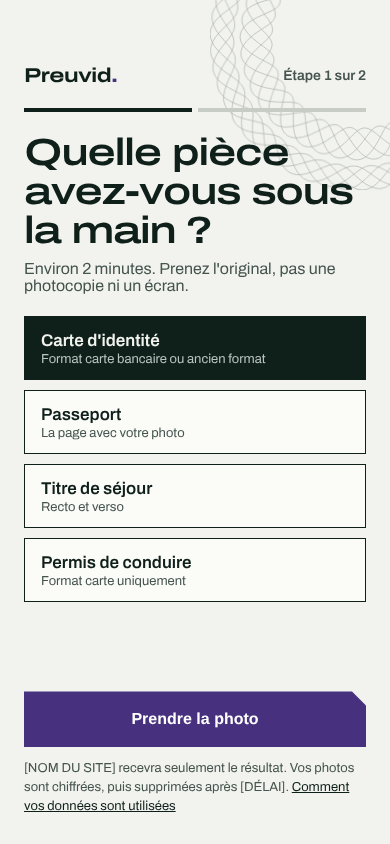 Preuvid.
Étape 1 sur 2
Quelle pièce
avez-vous sous
la main ?
Environ 2 minutes. Prenez l'original, pas une
photocopie ni un écran.
Carte d'identité
Format carte bancaire ou ancien format
Passeport
La page avec votre photo
Titre de séjour
Recto et verso
Permis de conduire
Format carte uniquement
Prendre la photo
[NOM DU SITE] recevra seulement le résultat. Vos photos
sont chiffrées, puis supprimées après [DÉLAI]. Comment
vos données sont utilisées